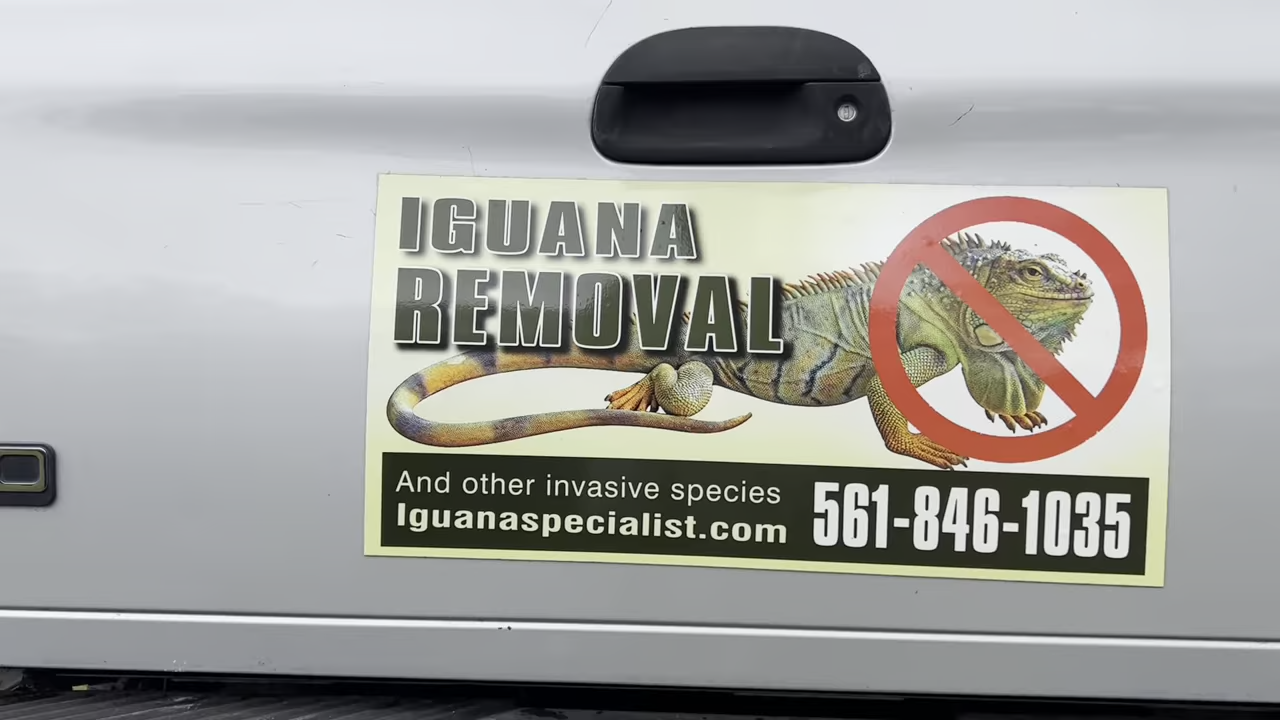 IGUANA
REMOVAL
And other invasive species
Iguanaspecialist.com
561-846-1035